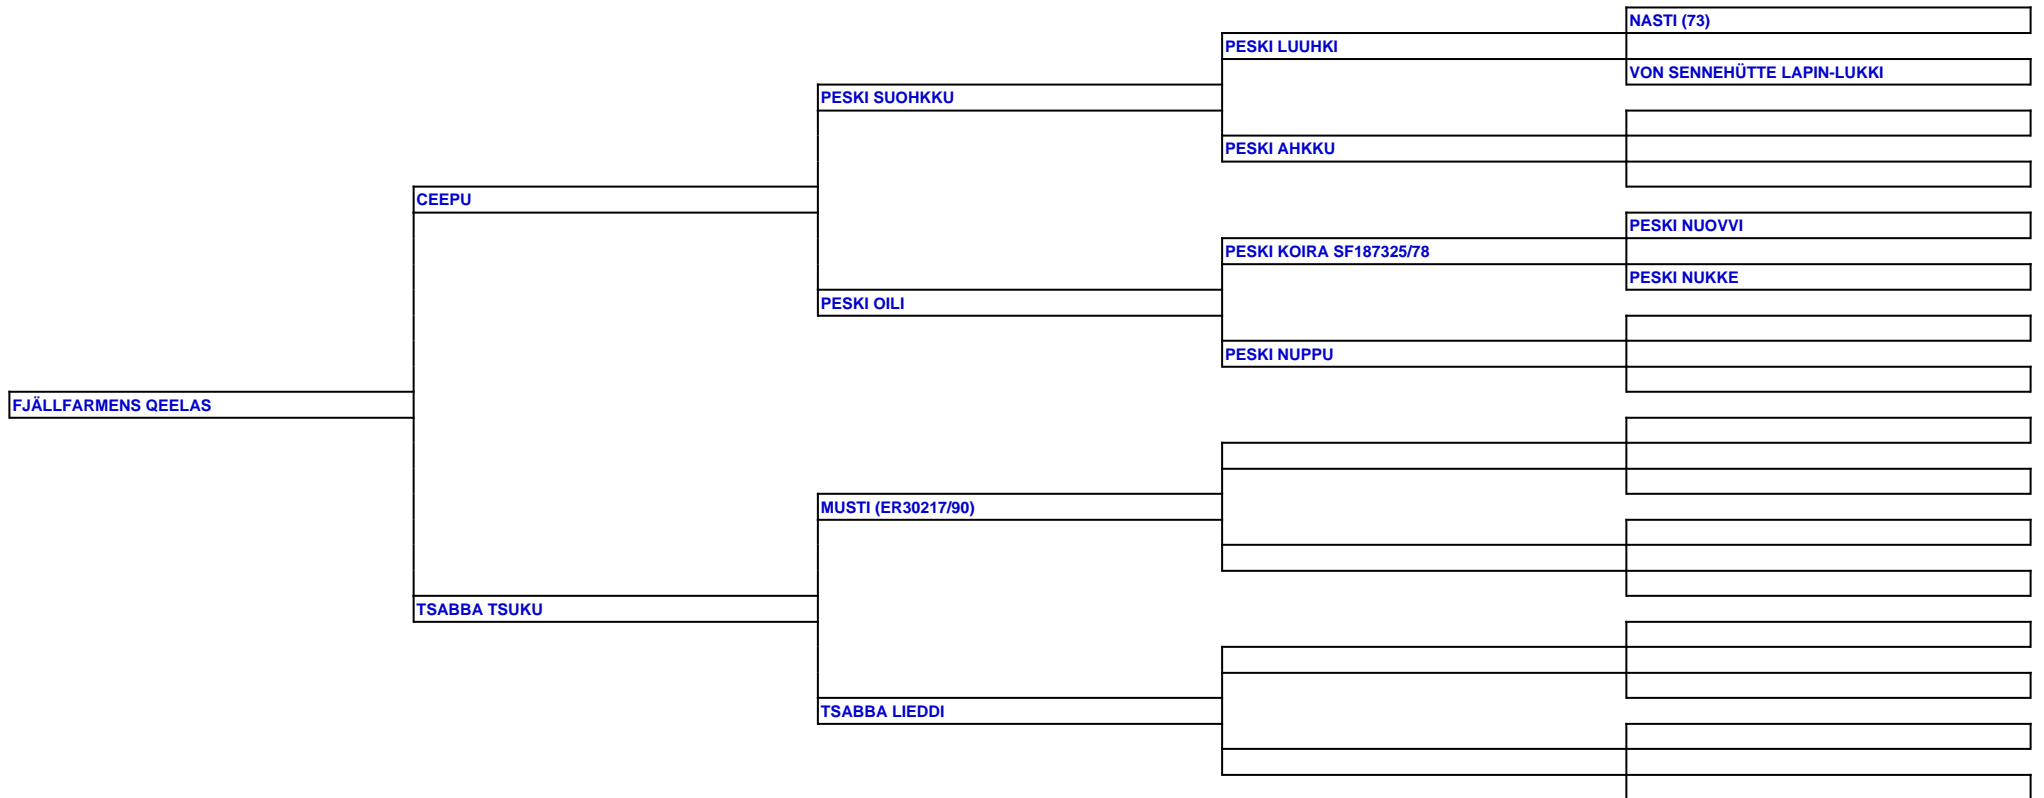 NASTI (73)
PESKI LUUHKI
VON SENNEHÜTTE LAPIN-LUKKI
PESKI SUOHKKU
PESKI AHKKU
CEEPU
PESKI NUOVVI
PESKI KOIRA SF187325/78
PESKI NUKKE
PESKI OILI
PESKI NUPPU
FJÄLLFARMENS QEELAS
MUSTI (ER30217/90)
TSABBA TSUKU
TSABBA LIEDDI